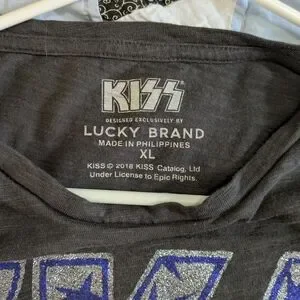 KISS
DESIGNED EXCLUSIVELY BY
LUCKY BRAND
MADE IN PHILIPPINES
XL
KISS © 2018 KISS Catalog, Ltd
Under License to Epic Rights.